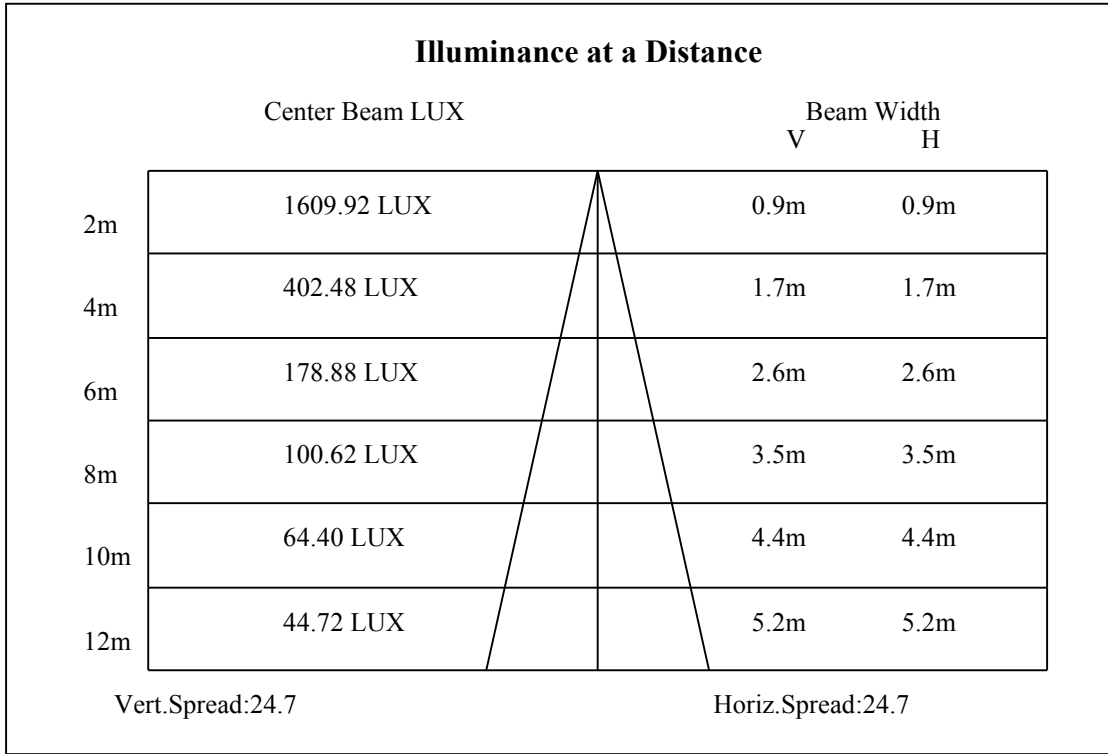 Illuminance at a Distance
Center Beam LUX Beam Width
V H
2m 1609.92 LUX 0.9m 0.9m
4m 402.48 LUX 1.7m 1.7m
6m 178.88 LUX 2.6m 2.6m
8m 100.62 LUX 3.5m 3.5m
10m 64.40 LUX 4.4m 4.4m
12m 44.72 LUX 5.2m 5.2m
Vert.Spread:24.7 Horiz.Spread:24.7